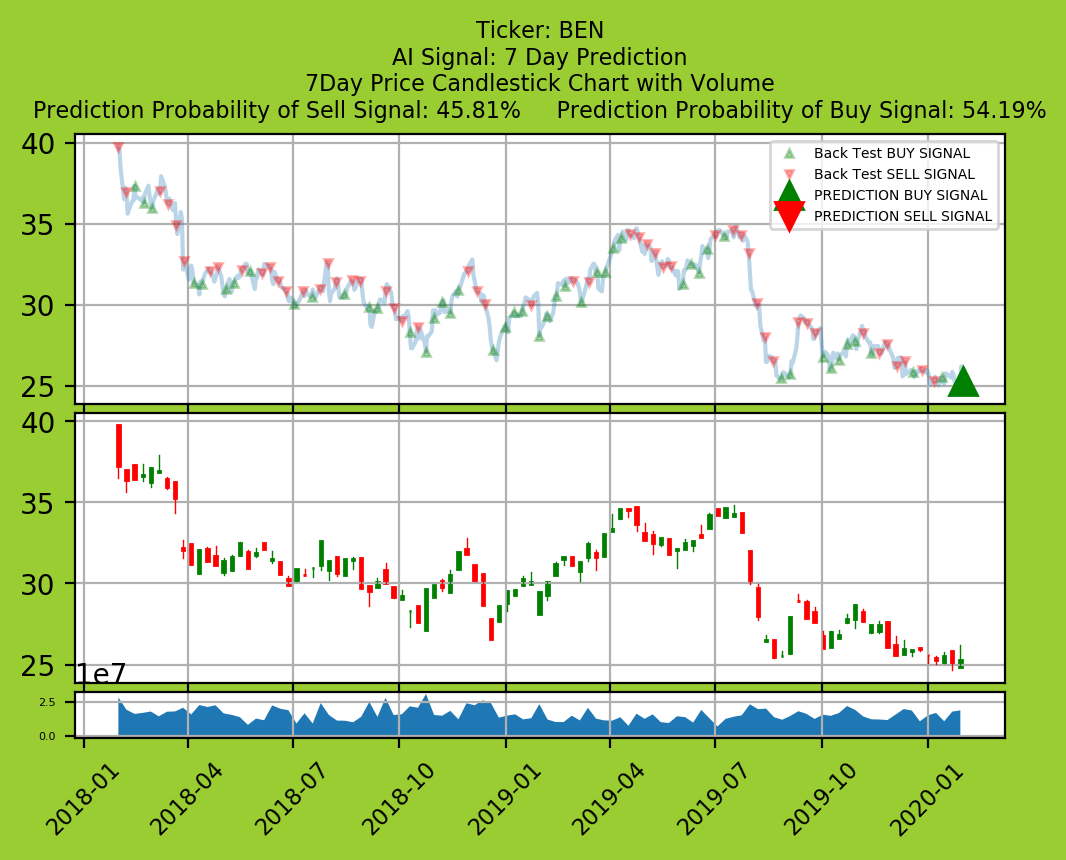 Ticker: BEN
AI Signal: 7 Day Prediction
7Day Price Candlestick Chart with Volume
Prediction Probability of Sell Signal: 45.81%     Prediction Probability of Buy Signal: 54.19%
40
35
30
25
Back Test BUY SIGNAL
Back Test SELL SIGNAL
PREDICTION BUY SIGNAL
PREDICTION SELL SIGNAL
40
35
30
25
1e7
2.5
0.0
2018-01
2018-04
2018-07
2018-10
2019-01
2019-04
2019-07
2019-10
2020-01